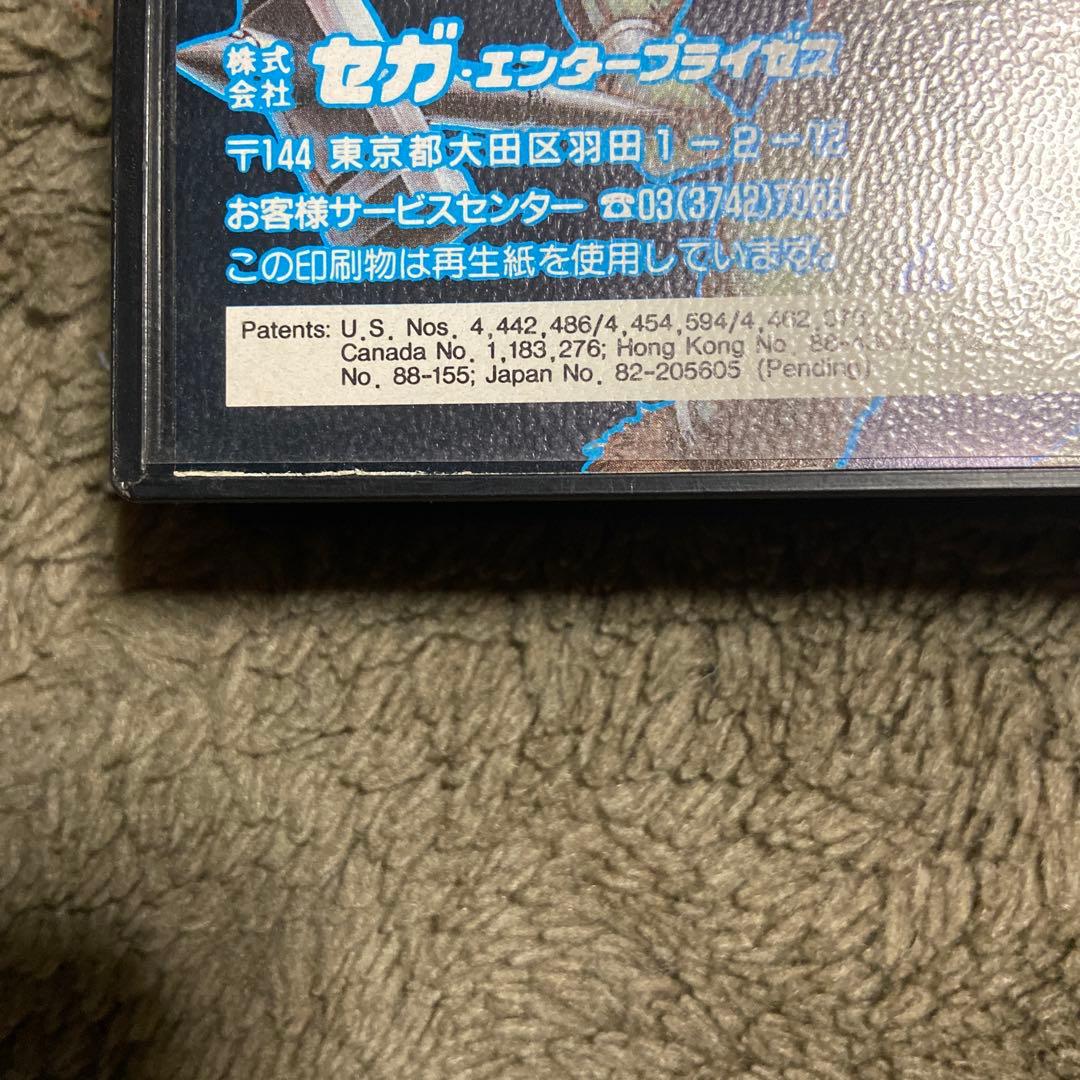 株式会社 セガ・エンタープライゼス
〒144 東京都大田区羽田1-2-12
お客様サービスセンター ☎03(3742)
この印刷物は再生紙を使用しています。
Patents: U.S. Nos. 4,442,486/4,454,594/4,462,076
Canada No. 1,183,276; Hong Kong No.
No. 88-155; Japan No. 82-205605 (Pending)